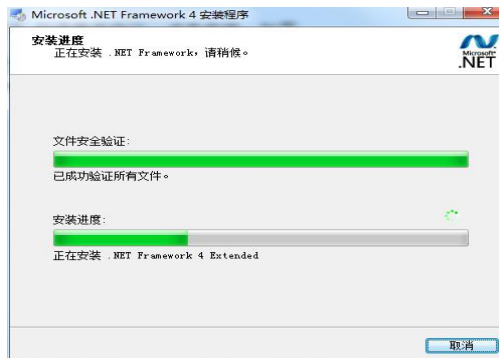 Microsoft .NET Framework 4 安装程序
安装进度
正在安装 .NET Framework，请稍候。
Microsoft
.NET
文件安全验证:
已成功验证所有文件。
安装进度:
正在安装 .NET Framework 4 Extended
取消